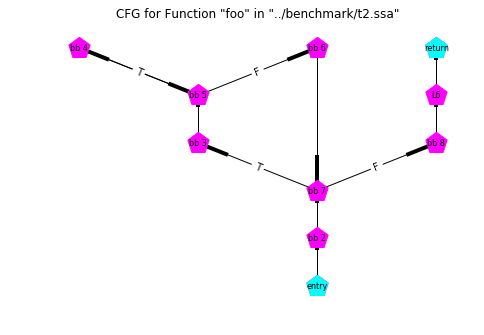 CFG for Function "foo" in "../benchmark/t2.ssa"
bb 4
bb 6
return
T
F
bb 5
L6
bb 3
bb 8
T
F
bb 7
bb 2
entry